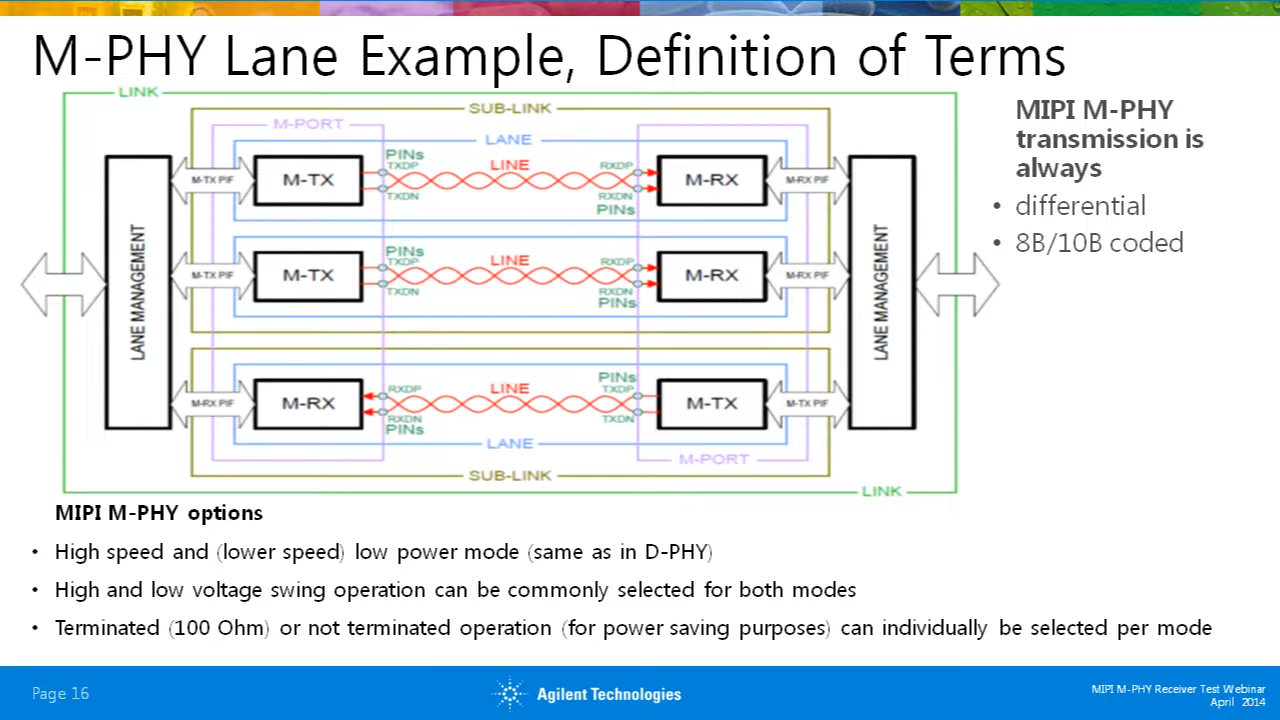 M-PHY Lane Example, Definition of Terms
LINK
SUB-LINK
M-PORT
LANE
PINs
TXDP
LINE
RXDP
M-TX PIF
M-TX
M-RX
M-RX PIF
TXDN
RXDN
PINs
LANE MANAGEMENT
LANE MANAGEMENT
PINs
TXDP
LINE
RXDP
M-TX PIF
M-TX
M-RX
M-RX PIF
TXDN
RXDN
PINs
PINs
RXDP
LINE
TXDP
M-RX PIF
M-RX
M-TX
M-TX PIF
RXDN
TXDN
PINs
LANE
M-PORT
SUB-LINK
LINK
MIPI M-PHY
transmission is
always
• differential
• 8B/10B coded
MIPI M-PHY options
• High speed and (lower speed) low power mode (same as in D-PHY)
• High and low voltage swing operation can be commonly selected for both modes
• Terminated (100 Ohm) or not terminated operation (for power saving purposes) can individually be selected per mode
Page 16
Agilent Technologies
MIPI M-PHY Receiver Test Webinar
April 2014